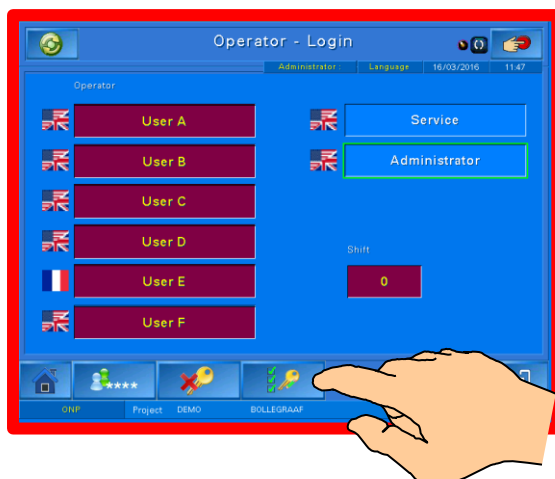 Operator - Login
Administrator : Language 16/03/2016 11:47
Operator
User A
Service
User B
Administrator
User C
User D
Shift
User E
0
User F
****
ONP Project DEMO BOLLEGRAAF